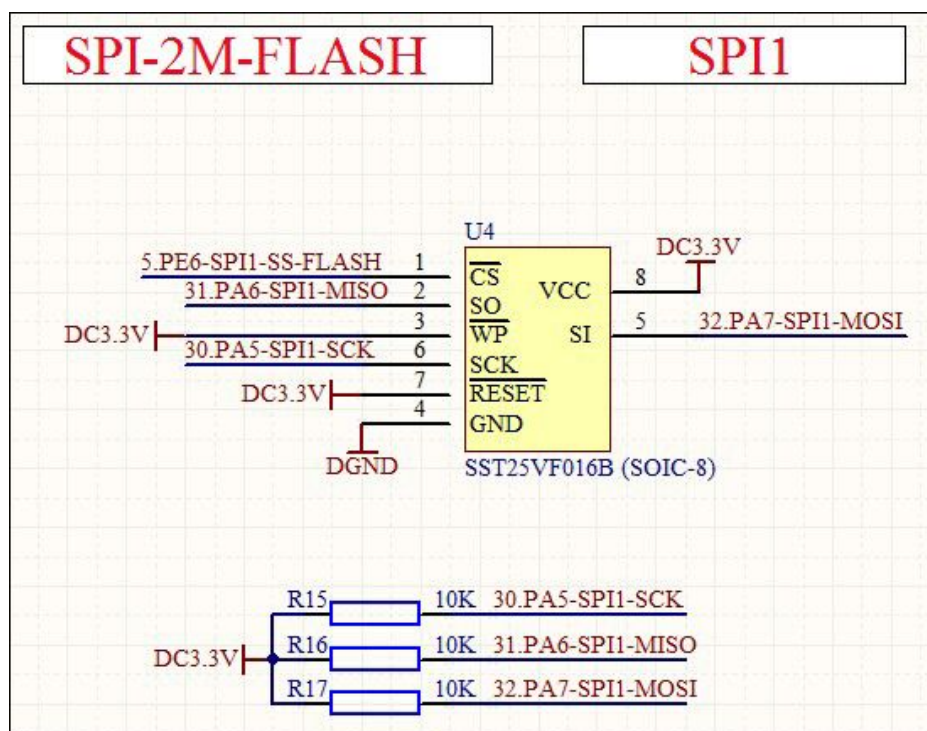 SPI-2M-FLASH
SPI1
U4
DC3.3V
5.PE6-SPI1-SS-FLASH 1 CS
31.PA6-SPI1-MISO 2 SO
VCC 8
DC3.3V 3 WP
SI 5 32.PA7-SPI1-MOSI
30.PA5-SPI1-SCK 6 SCK
DC3.3V 7 RESET
4 GND
DGND
SST25VF016B (SOIC-8)
R15 10K 30.PA5-SPI1-SCK
DC3.3V
R16 10K 31.PA6-SPI1-MISO
R17 10K 32.PA7-SPI1-MOSI